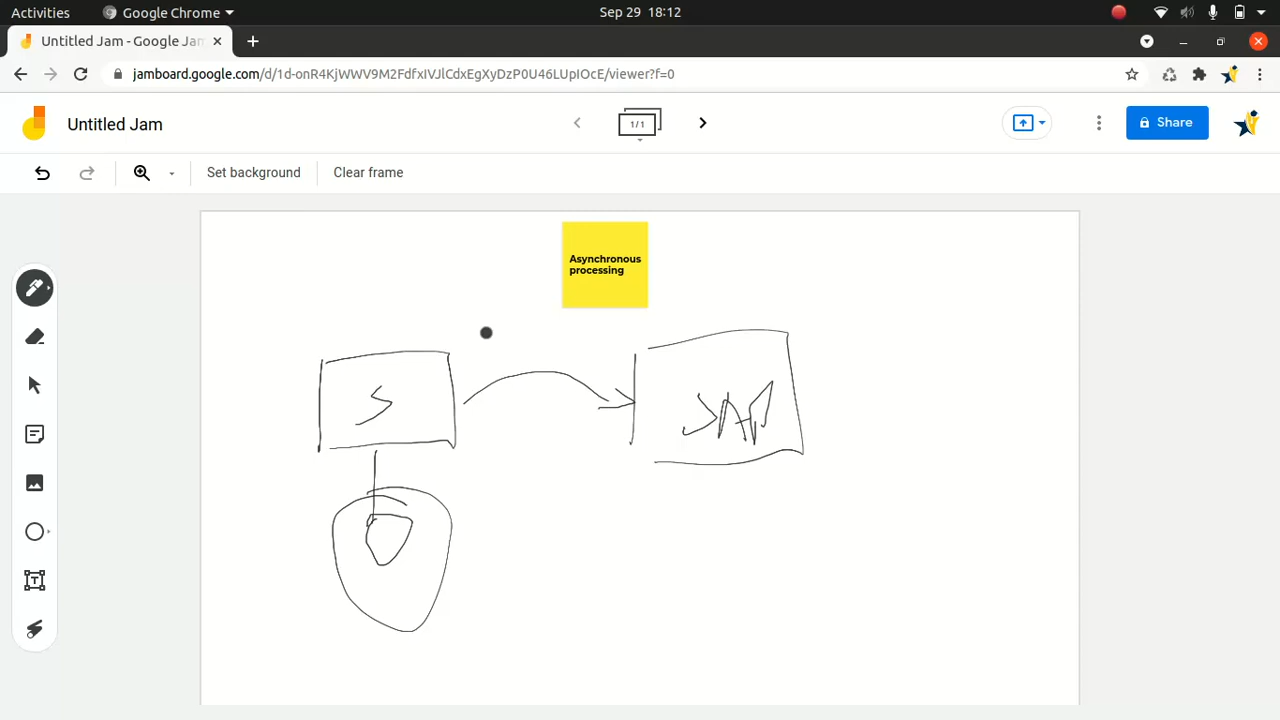 Activities Google Chrome Sep 29 18:12
Untitled Jam - Google Jam
jamboard.google.com/d/1d-onR4KjWWV9M2FdfxIVJlCdxEgXyDzP0U46LUpIOcE/viewer?f=0
Untitled Jam 1/1 Share
Set background Clear frame
Asynchronous
processing
S SAP